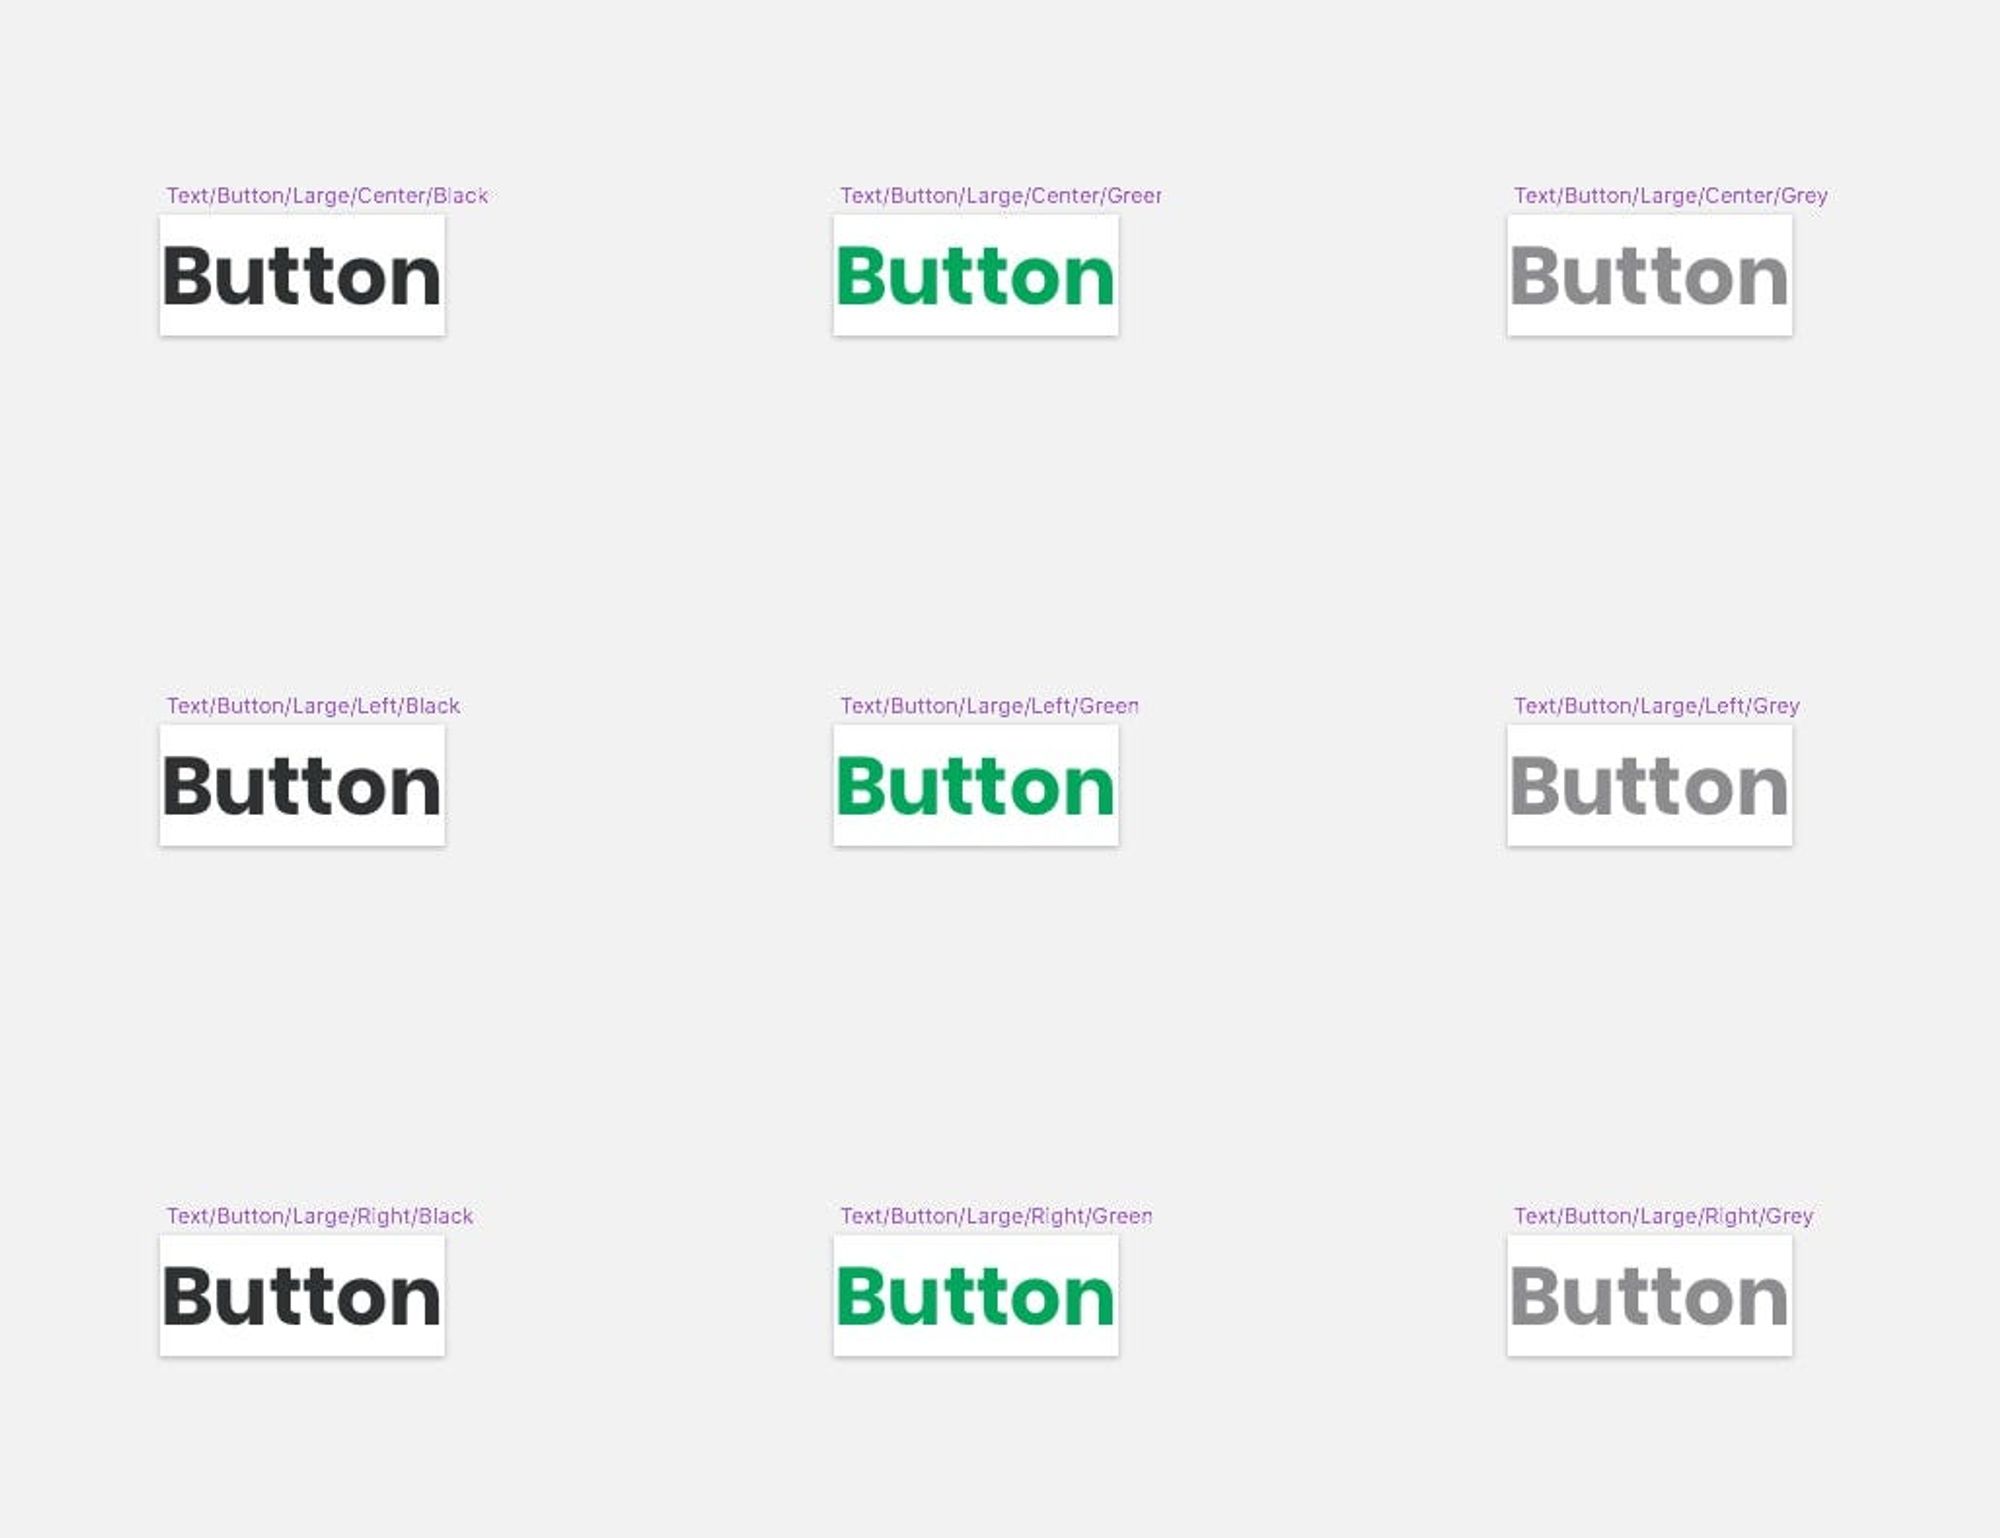 Text/Button/Large/Center/Black
Text/Button/Large/Center/Green
Text/Button/Large/Center/Grey
Button
Button
Button
Text/Button/Large/Left/Black
Text/Button/Large/Left/Green
Text/Button/Large/Left/Grey
Button
Button
Button
Text/Button/Large/Right/Black
Text/Button/Large/Right/Green
Text/Button/Large/Right/Grey
Button
Button
Button